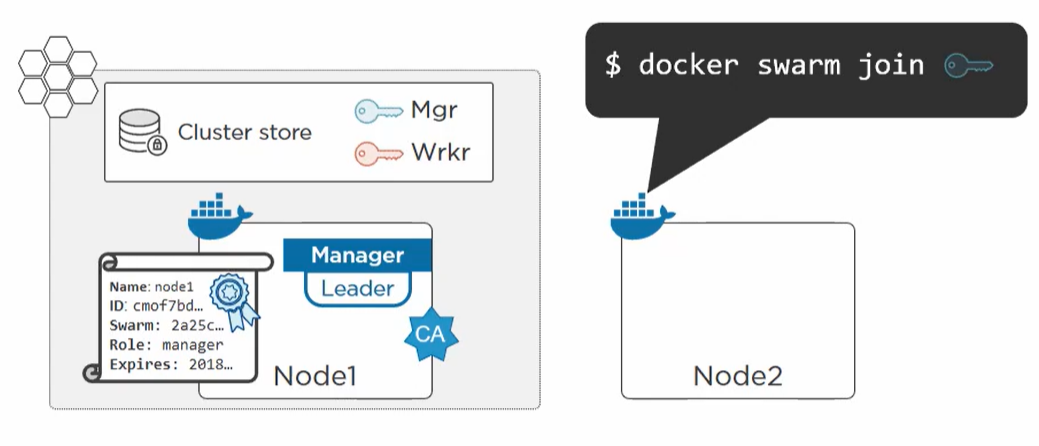 $ docker swarm join
Cluster store
Mgr
Wrkr
Manager
Leader
Name: node1
ID: cmof7bd…
Swarm: 2a25c…
Role: manager
Expires: 2018…
CA
Node1
Node2